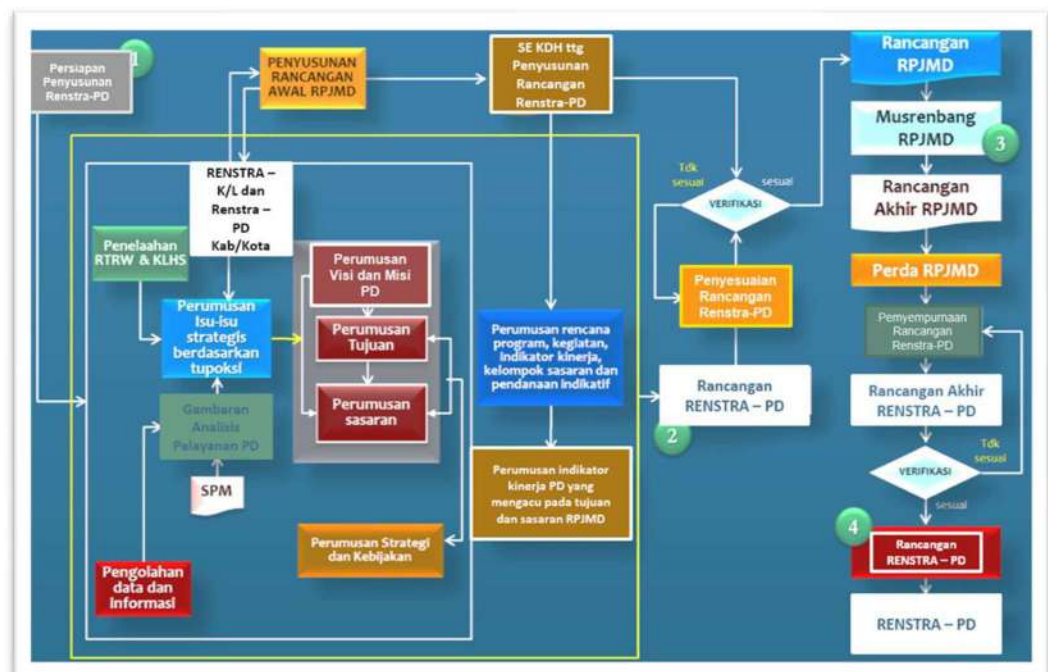 1
Persiapan
Penyusunan
Renstra-PD
PENYUSUNAN
RANCANGAN
AWAL RPJMD
SE KDH ttg
Penyusunan
Rancangan
Renstra-PD
RENSTRA –
K/L dan
Renstra –
PD
Kab/Kota
Penelaahan
RTRW & KLHS
Perumusan
Isu-isu
strategis
berdasarkan
tupoksi
Gambaran
Analisis
Pelayanan PD
SPM
Pengolahan
data dan
informasi
Perumusan
Visi dan Misi
PD
Perumusan
Tujuan
Perumusan
sasaran
Perumusan Strategi
dan Kebijakan
Perumusan rencana
program, kegiatan,
indikator kinerja,
kelompok sasaran dan
pendanaan indikatif
Perumusan indikator
kinerja PD yang
mengacu pada tujuan
dan sasaran RPJMD
Tdk
sesuai
sesuai
VERIFIKASI
Penyesuaian
Rancangan
Renstra-PD
Rancangan
RENSTRA – PD
2
Rancangan
RPJMD
Musrenbang
RPJMD
3
Rancangan
Akhir RPJMD
Perda RPJMD
Penyempurnaan
Rancangan
Renstra-PD
Rancangan Akhir
RENSTRA – PD
Tdk
sesuai
VERIFIKASI
sesuai
4
Rancangan
RENSTRA – PD
RENSTRA – PD